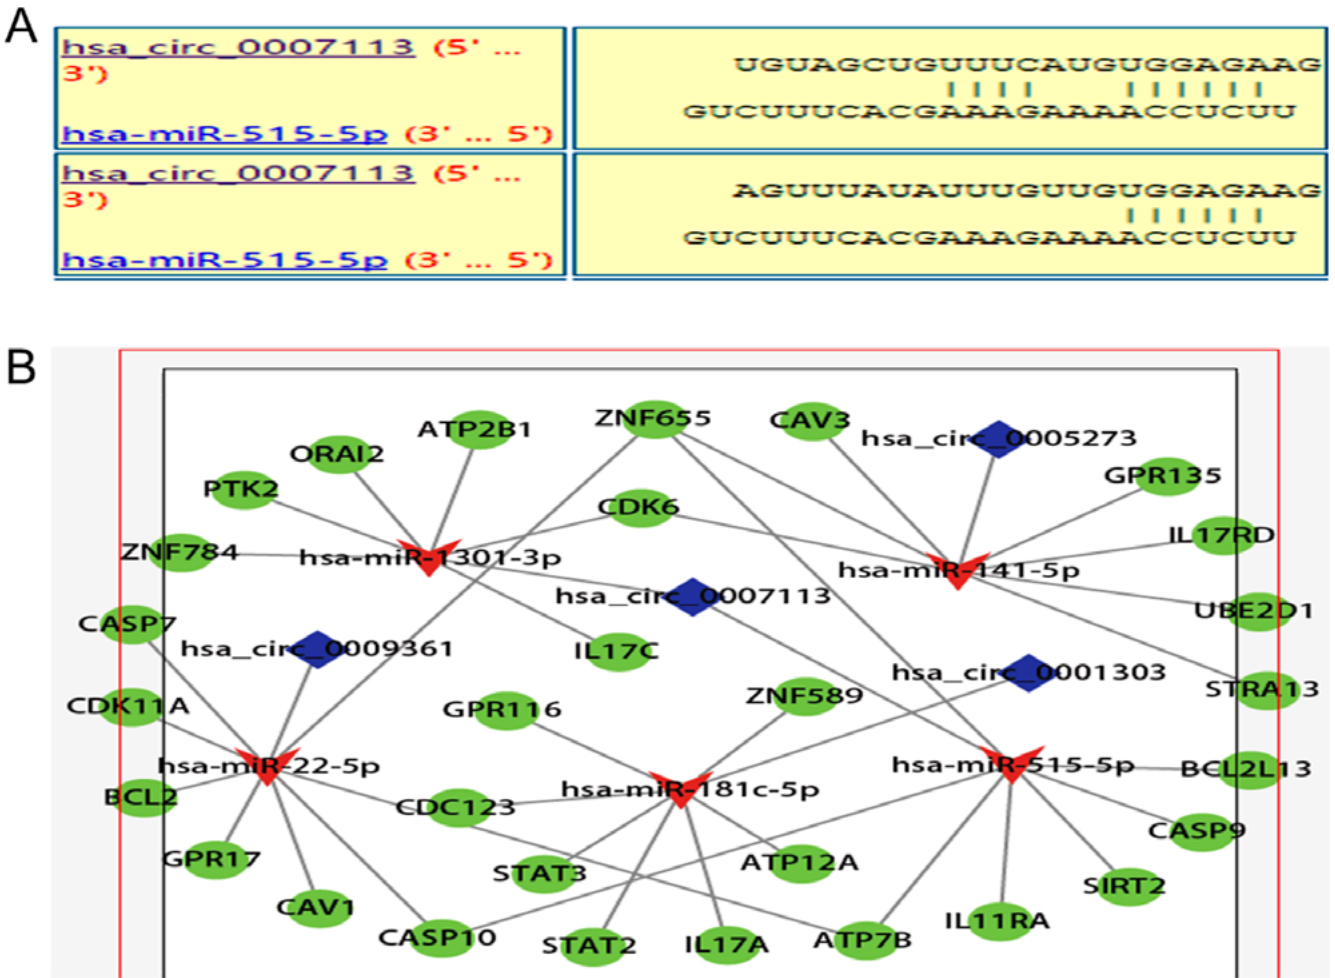 A
hsa_circ_0007113 (5' ...
3')
UGUAGCUGUUUCAUGUGGAGAAG
GUCUUUCACGAAAGAAAACCUCUU
hsa-miR-515-5p (3' ... 5')
hsa_circ_0007113 (5' ...
3')
AGUUUAUAUUUGUUGUGGAGAAG
GUCUUUCACGAAAGAAAACCUCUU
hsa-miR-515-5p (3' ... 5')
B
ZNF655
CAV3
ATP2B1
hsa_circ_0005273
ORAI2
GPR135
PTK2
CDK6
IL17RD
ZNF784
hsa-miR-1301-3p
hsa-miR-141-5p
hsa_circ_0007113
UBE2D1
CASP7
hsa_circ_0009361
IL17C
hsa_circ_0001303
STRA13
CDK11A
GPR116
ZNF589
hsa-miR-22-5p
hsa-miR-515-5p
BCL2L13
hsa-miR-181c-5p
BCL2
CDC123
CASP9
GPR17
STAT3
ATP12A
SIRT2
CAV1
IL11RA
CASP10
STAT2
IL17A
ATP7B